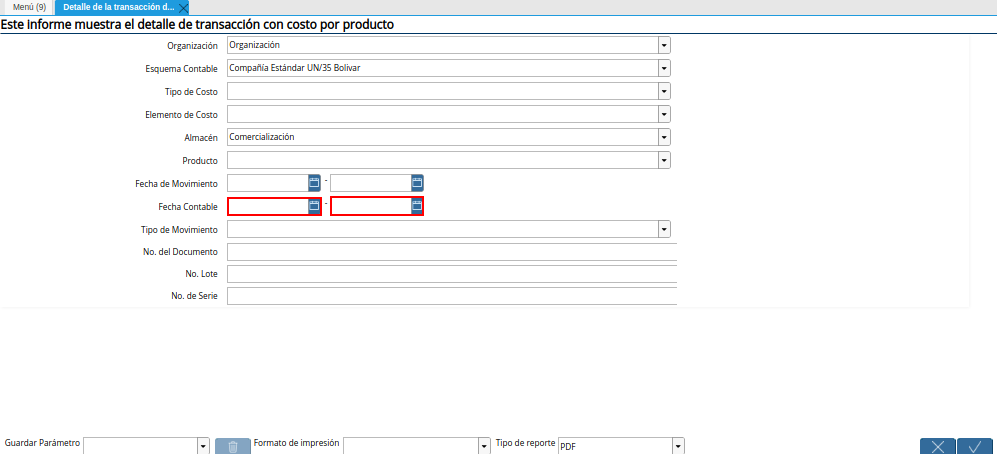 Menú (9) Detalle de la transacción d...
Este Informe muestra el detalle de transacción con costo por producto
Organización Organización
Esquema Contable Compañía Estándar UN/35 Bolivar
Tipo de Costo
Elemento de Costo
Almacén Comercialización
Producto
Fecha de Movimiento -
Fecha Contable -
Tipo de Movimiento
No. del Documento
No. Lote
No. de Serie
Guardar Parámetro Formato de impresión Tipo de reporte PDF